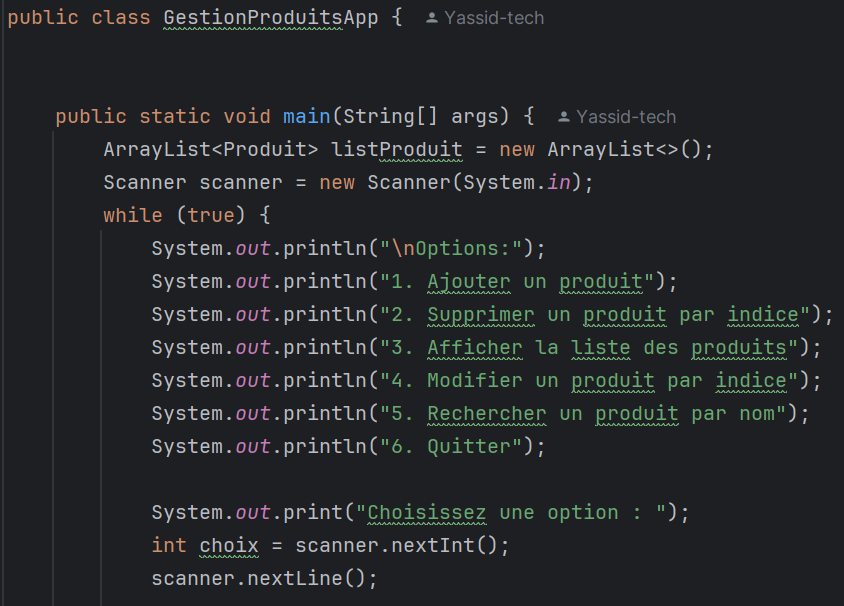 public class GestionProduitsApp { Yassid-tech
public static void main(String[] args) { Yassid-tech
ArrayList<Produit> listProduit = new ArrayList<>();
Scanner scanner = new Scanner(System.in);
while (true) {
System.out.println("\nOptions:");
System.out.println("1. Ajouter un produit");
System.out.println("2. Supprimer un produit par indice");
System.out.println("3. Afficher la liste des produits");
System.out.println("4. Modifier un produit par indice");
System.out.println("5. Rechercher un produit par nom");
System.out.println("6. Quitter");
System.out.print("Choisissez une option : ");
int choix = scanner.nextInt();
scanner.nextLine();